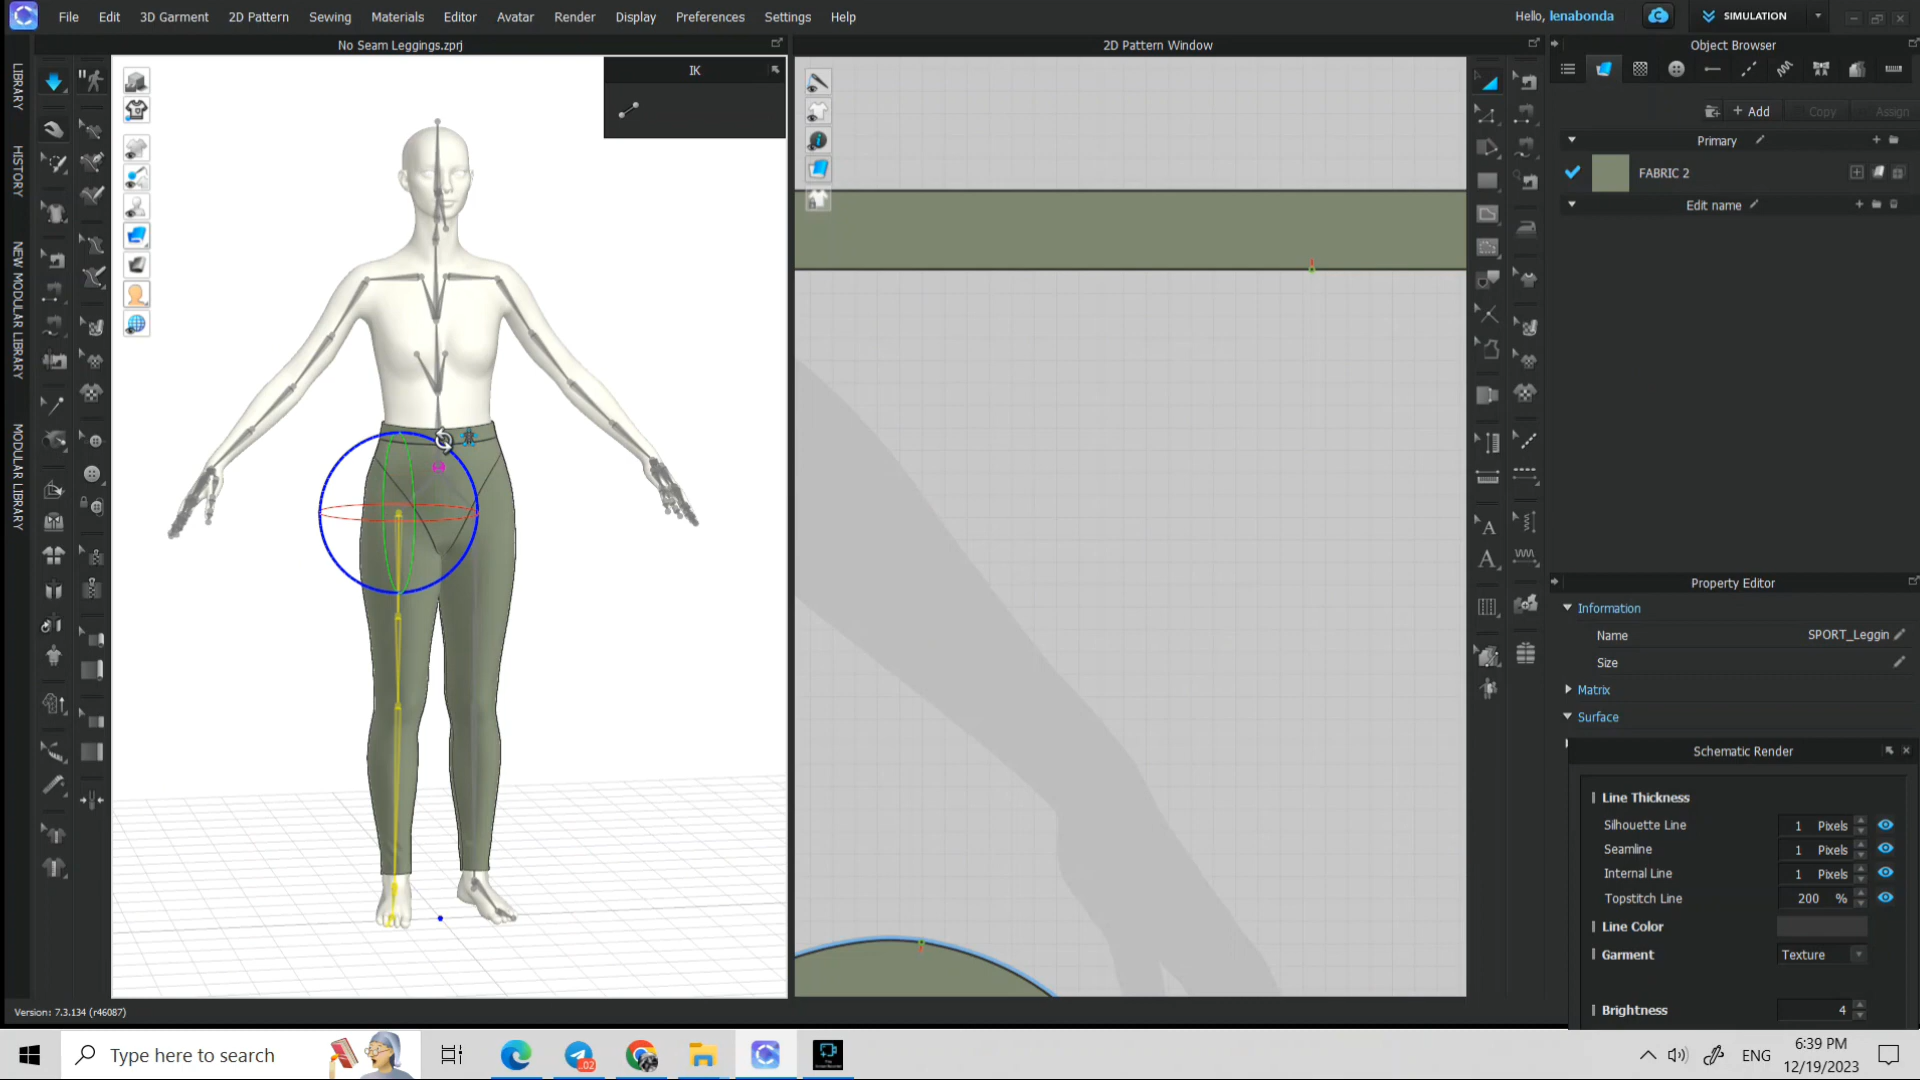 File Edit 3D Garment 2D Pattern Sewing Materials Editor Avatar Render Display Preferences Settings Help
Hello, lenabonda
SIMULATION
No Seam Leggings.zprj
2D Pattern Window
Object Browser
IK
LIBRARY
HISTORY
NEW MODULAR LIBRARY
MODULAR LIBRARY
+ Add Copy Assign
Primary
FABRIC 2
Edit name
Property Editor
Information
Name SPORT_Leggin
Size
Matrix
Surface
Schematic Render
Line Thickness
Silhouette Line 1 Pixels
Seamline 1 Pixels
Internal Line 1 Pixels
Topstitch Line 200 %
Line Color
Garment Texture
Brightness 4
Version: 7.3.134 (r46087)
Type here to search
02
ENG
6:39 PM
12/19/2023